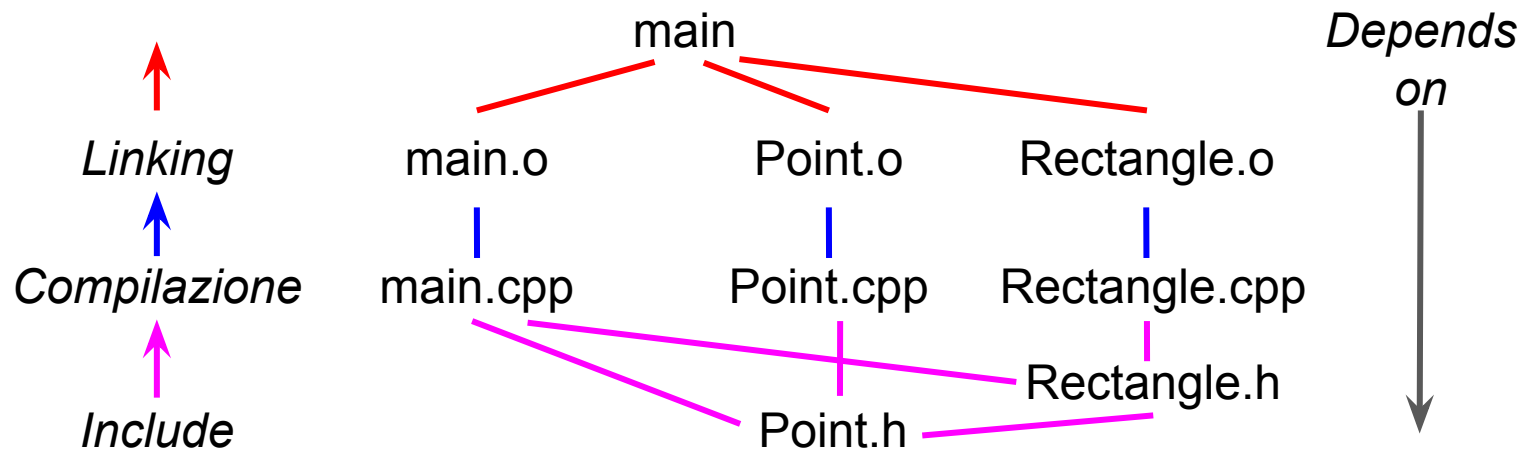 main
Depends
on
Linking
main.o
Point.o
Rectangle.o
Compilazione
main.cpp
Point.cpp
Rectangle.cpp
Rectangle.h
Include
Point.h